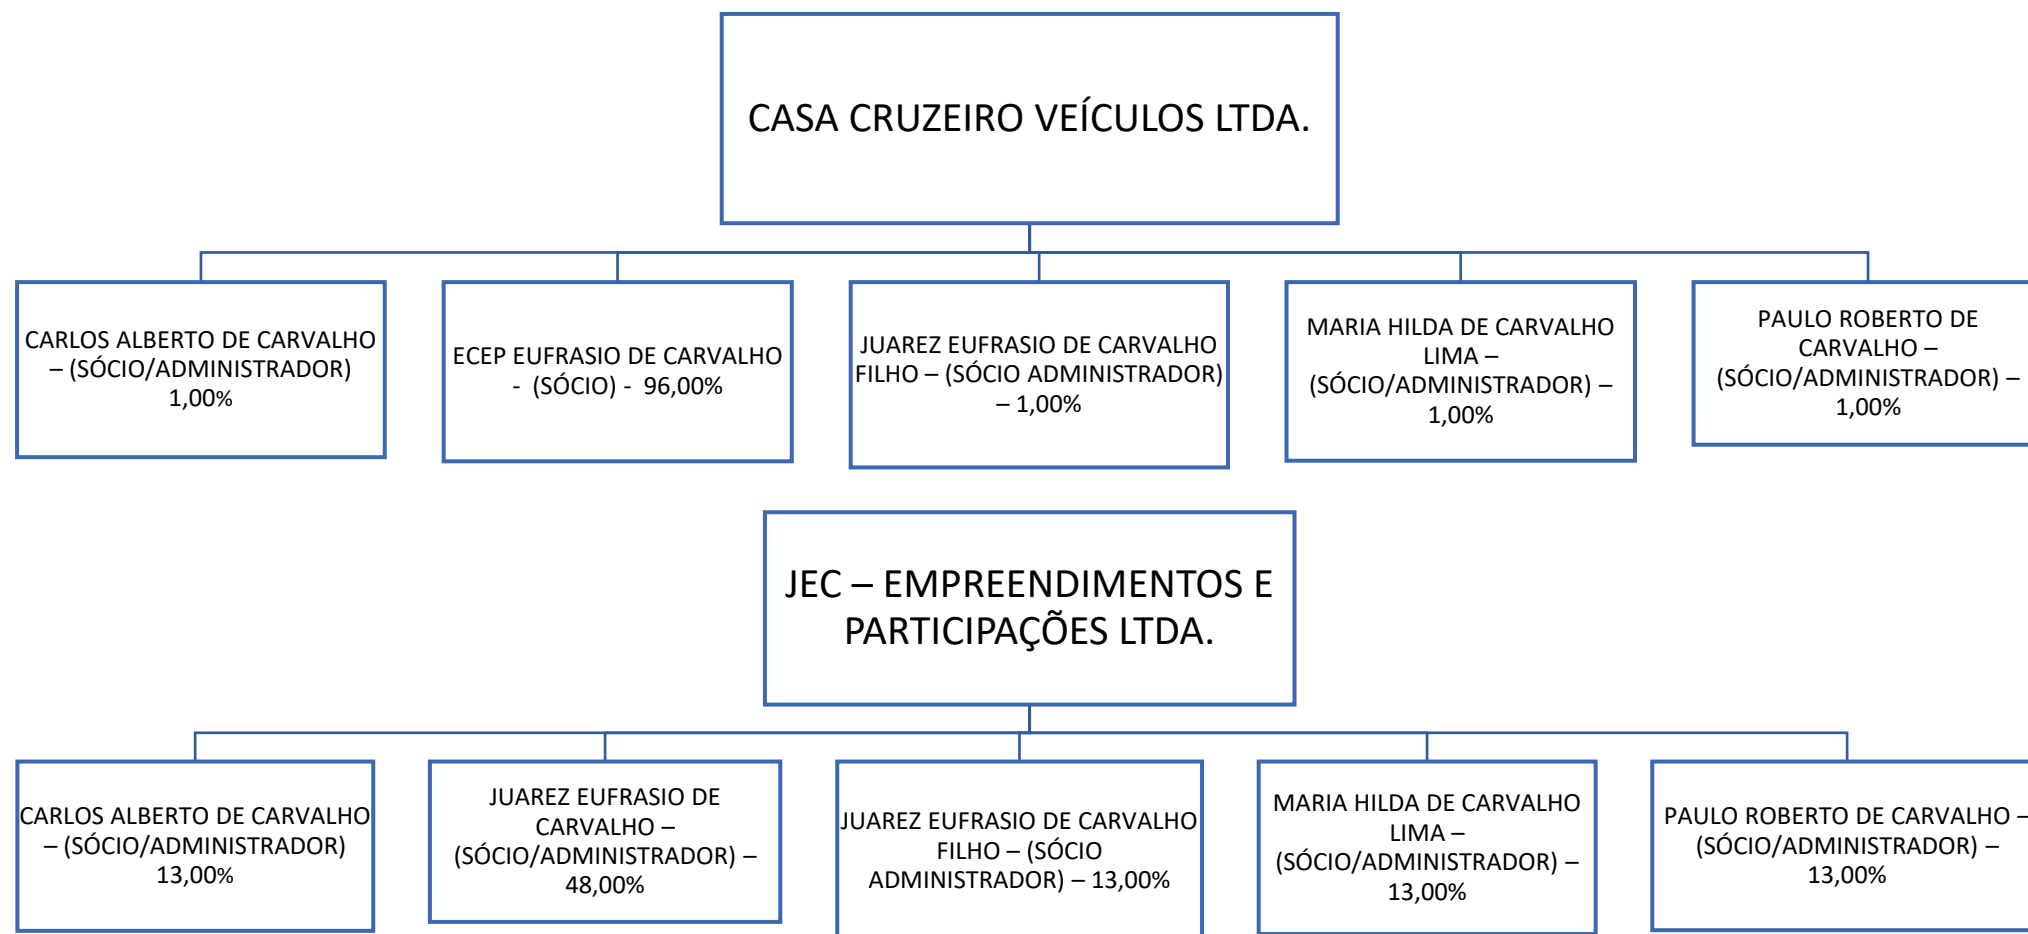 CASA CRUZEIRO VEÍCULOS LTDA.
CARLOS ALBERTO DE CARVALHO
– (SÓCIO/ADMINISTRADOR)
1,00%
ECEP EUFRASIO DE CARVALHO
- (SÓCIO) - 96,00%
JUAREZ EUFRASIO DE CARVALHO
FILHO – (SÓCIO ADMINISTRADOR)
– 1,00%
MARIA HILDA DE CARVALHO
LIMA –
(SÓCIO/ADMINISTRADOR) –
1,00%
PAULO ROBERTO DE
CARVALHO –
(SÓCIO/ADMINISTRADOR) –
1,00%
JEC – EMPREENDIMENTOS E
PARTICIPAÇÕES LTDA.
CARLOS ALBERTO DE CARVALHO
– (SÓCIO/ADMINISTRADOR)
13,00%
JUAREZ EUFRASIO DE
CARVALHO –
(SÓCIO/ADMINISTRADOR) –
48,00%
JUAREZ EUFRASIO DE CARVALHO
FILHO – (SÓCIO
ADMINISTRADOR) – 13,00%
MARIA HILDA DE CARVALHO
LIMA –
(SÓCIO/ADMINISTRADOR) –
13,00%
PAULO ROBERTO DE CARVALHO –
(SÓCIO/ADMINISTRADOR) –
13,00%